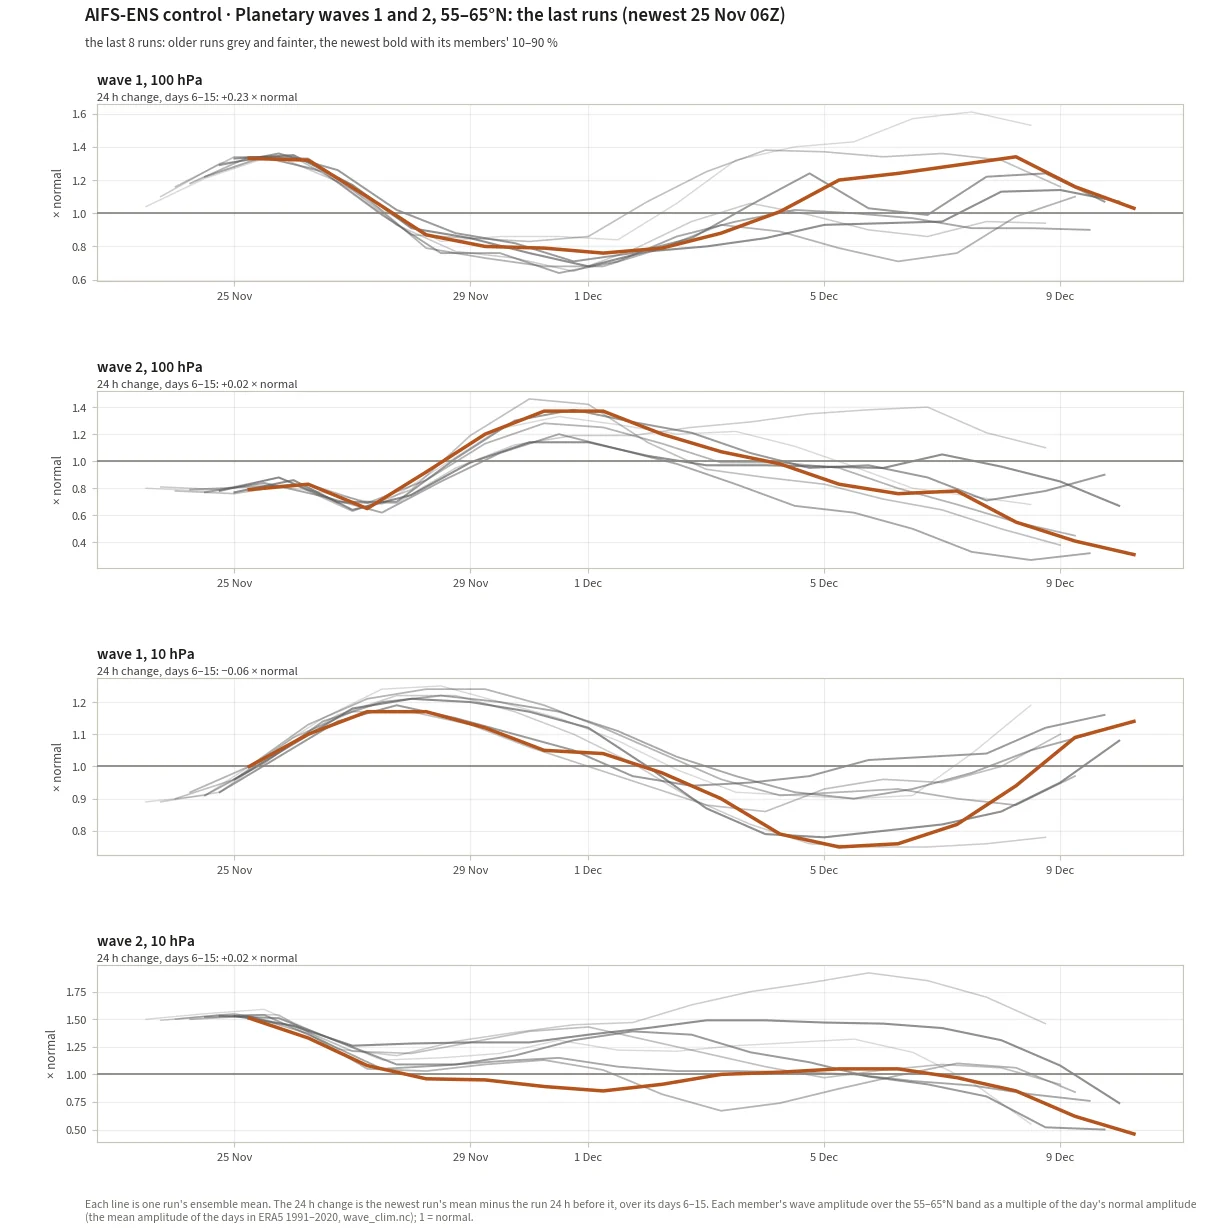 AIFS-ENS control · Planetary waves 1 and 2, 55–65°N: the last runs (newest 25 Nov 06Z)
the last 8 runs: older runs grey and fainter, the newest bold with its members' 10–90 %
wave 1, 100 hPa
24 h change, days 6–15: +0.23 × normal
1.6
1.4
1.2
1.0
0.8
0.6
× normal
25 Nov
29 Nov
1 Dec
5 Dec
9 Dec
wave 2, 100 hPa
24 h change, days 6–15: +0.02 × normal
1.4
1.2
1.0
0.8
0.6
0.4
× normal
25 Nov
29 Nov
1 Dec
5 Dec
9 Dec
wave 1, 10 hPa
24 h change, days 6–15: −0.06 × normal
1.2
1.1
1.0
0.9
0.8
× normal
25 Nov
29 Nov
1 Dec
5 Dec
9 Dec
wave 2, 10 hPa
24 h change, days 6–15: +0.02 × normal
1.75
1.50
1.25
1.00
0.75
0.50
× normal
25 Nov
29 Nov
1 Dec
5 Dec
9 Dec
Each line is one run's ensemble mean. The 24 h change is the newest run's mean minus the run 24 h before it, over its days 6–15. Each member's wave amplitude over the 55–65°N band as a multiple of the day's normal amplitude
(the mean amplitude of the days in ERA5 1991–2020, wave_clim.nc); 1 = normal.